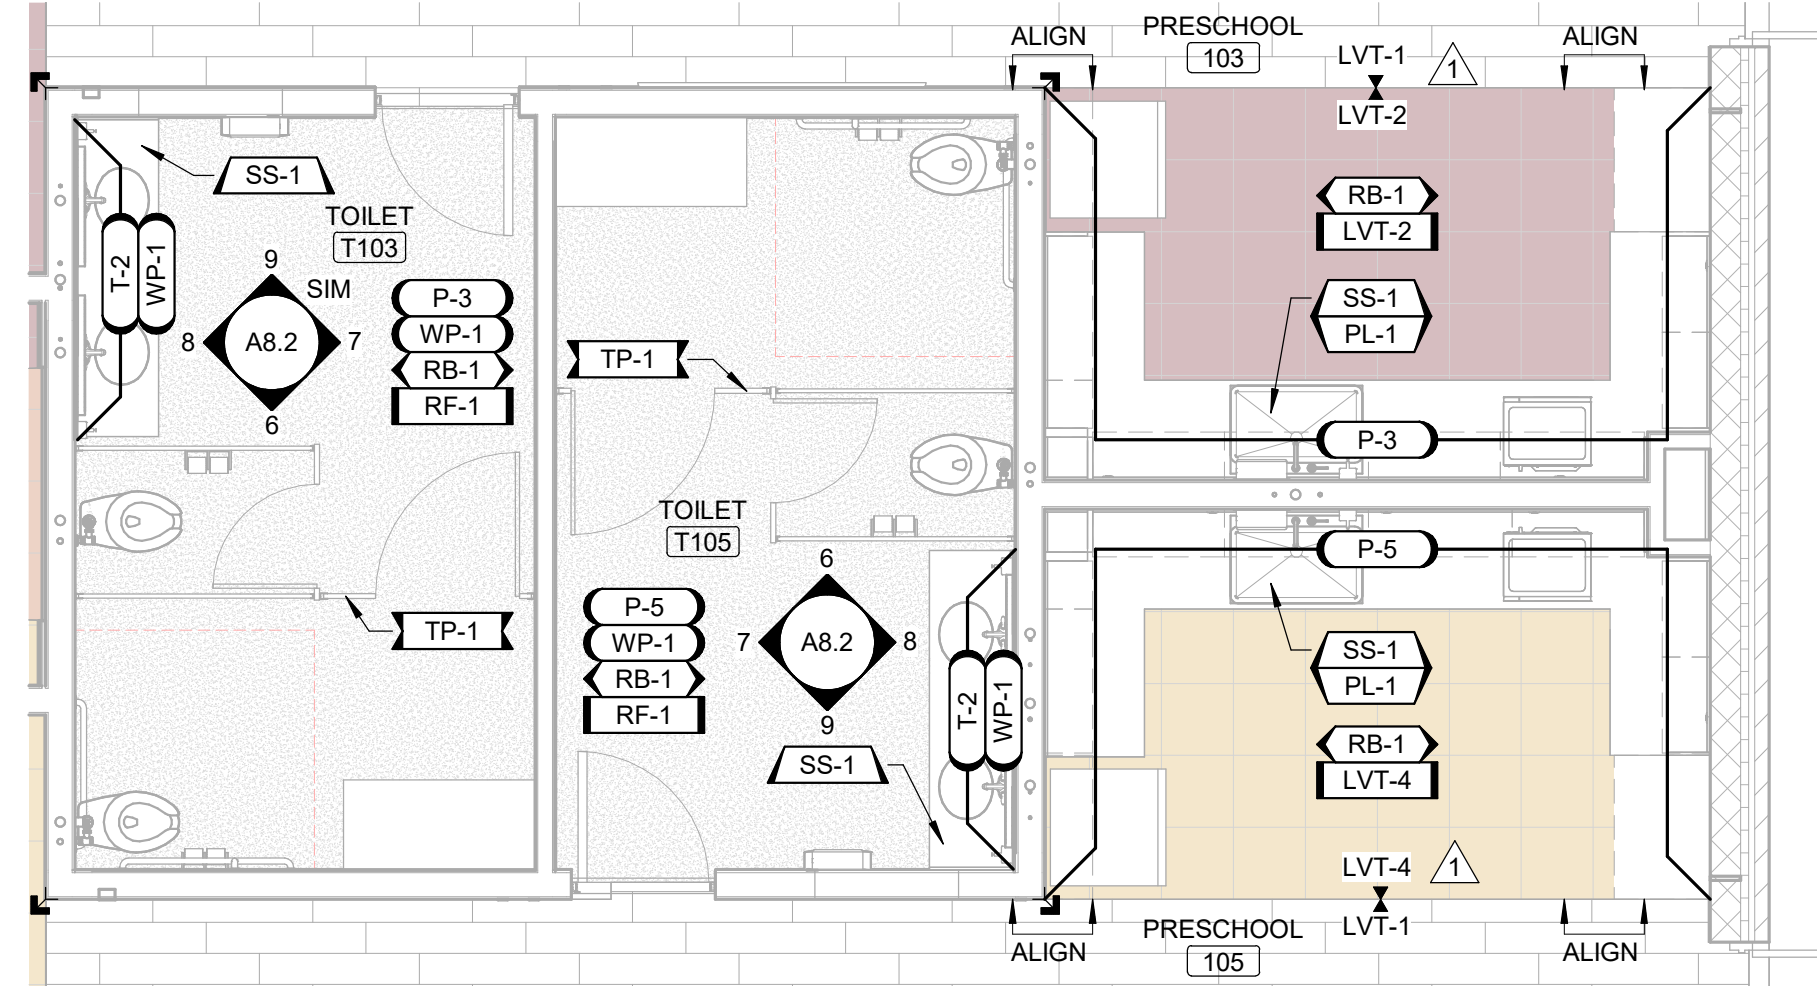 ALIGN
PRESCHOOL
103
LVT-1
1
ALIGN
LVT-2
SS-1
TOILET
T103
T-2
WP-1
9
SIM
8
A8.2
7
6
P-3
WP-1
RB-1
RF-1
RB-1
LVT-2
SS-1
PL-1
TP-1
P-3
TOILET
T105
P-5
TP-1
P-5
WP-1
RB-1
RF-1
6
7
A8.2
8
9
T-2
WP-1
SS-1
SS-1
PL-1
RB-1
LVT-4
LVT-4
1
LVT-1
ALIGN
PRESCHOOL
105
ALIGN